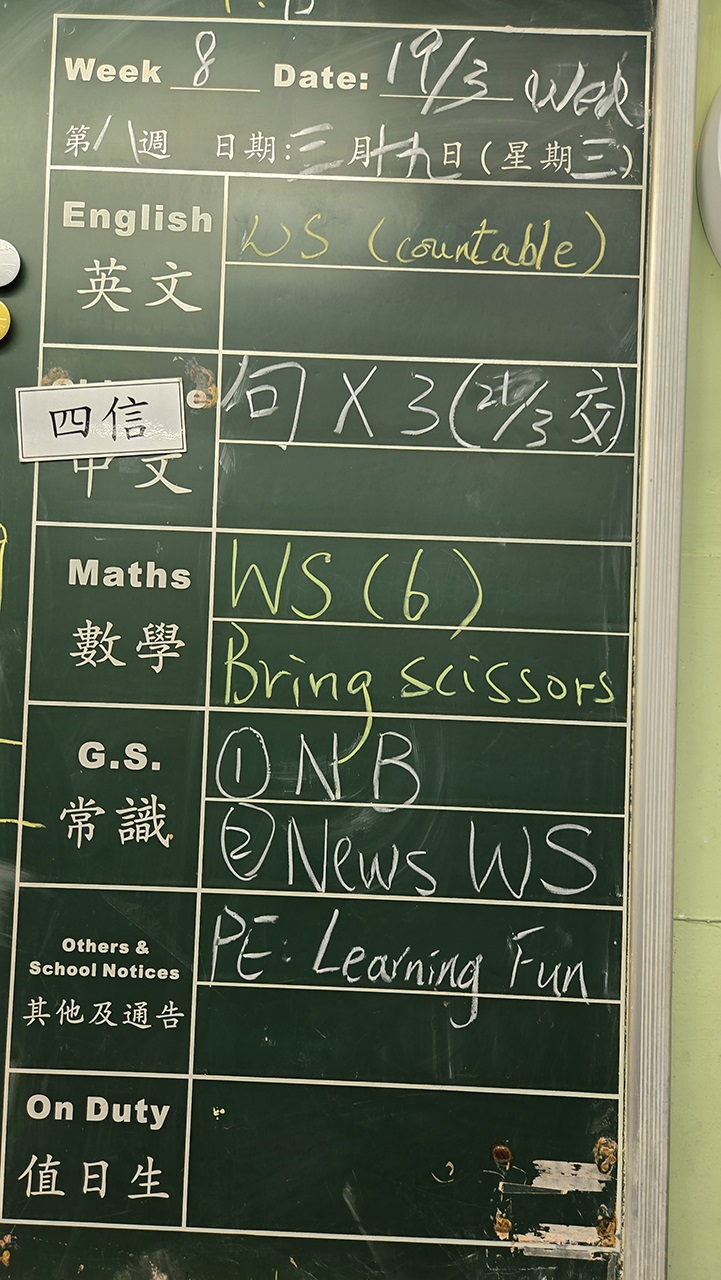 Week 8 Date: 19/3 Wed
第八週 日期:三月十九日(星期三)
English
WS (countable)
英文
句 X 3 (21/3 交)
四信
中文
Maths
WS (6)
數學
Bring scissors
G.S.
① NB
常識
② News WS
Others &
School Notices
PE: Learning Fun
其他及通告
On Duty
值日生